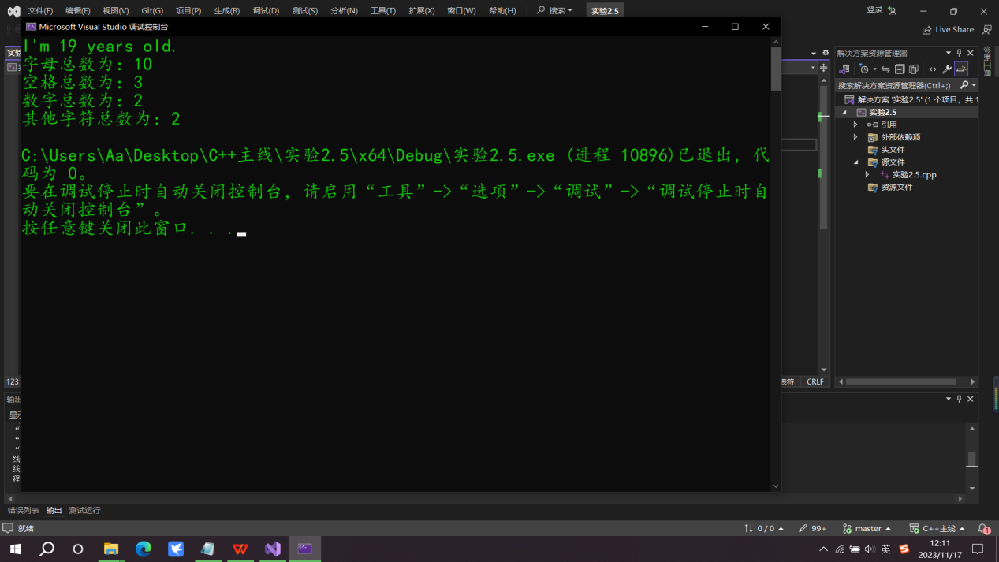 文件(F) 编辑(E) 视图(V) Git(G) 项目(P) 生成(B) 调试(D) 测试(S) 分析(N) 工具(T) 扩展(X) 窗口(W) 帮助(H) 搜索 实验2.5 登录
Live Share
Microsoft Visual Studio 调试控制台
I'm 19 years old.
字母总数为：10
空格总数为：3
数字总数为：2
其他字符总数为：2
C:\Users\Aa\Desktop\C++主线\实验2.5\x64\Debug\实验2.5.exe (进程 10896)已退出，代
码为 0。
要在调试停止时自动关闭控制台，请启用“工具”->“选项”->“调试”->“调试停止时自
动关闭控制台”。
按任意键关闭此窗口. . .
解决方案资源管理器
搜索解决方案资源管理器(Ctrl+;)
解决方案 '实验2.5' (1 个项目，共 1
实验2.5
引用
外部依赖项
头文件
源文件
实验2.5.cpp
资源文件
123
CRLF
错误列表 输出 测试运行
就绪
0 / 0 99+ master C++主线 1
英 12:11
2023/11/17